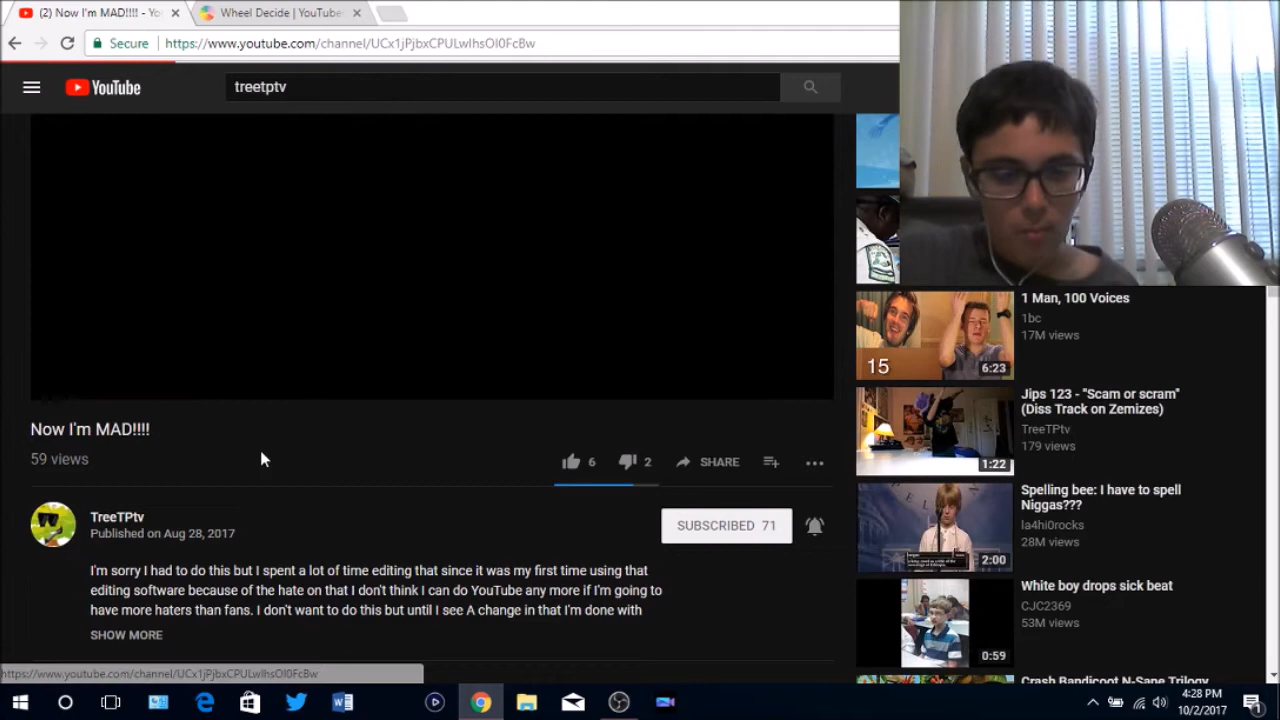 (2) Now I'm MAD!!!! - Yo
Wheel Decide | YouTube
Secure
https://www.youtube.com/channel/UCx1jPjbxCPULwIhsOI0FcBw
YouTube
treetptv
15
6:23
1 Man, 100 Voices
1bc
17M views
1:22
Jips 123 - "Scam or scram"
(Diss Track on Zemizes)
TreeTPtv
179 views
Now I'm MAD!!!!
59 views
6
2
SHARE
2:00
Spelling bee: I have to spell
Niggas???
la4hi0rocks
28M views
TreeTPtv
Published on Aug 28, 2017
SUBSCRIBED 71
I'm sorry I had to do this truth is I spent a lot of time editing that since it was my first time using that
editing software basic of the hate on that I don't think I can do YouTube any more if I'm going to
have more haters than fans. I don't want to do this but until I see A change in that I'm done with
SHOW MORE
0:59
White boy drops sick beat
CJC2369
53M views
Crash Bandicoot N-Sane Trilogy
https://www.youtube.com/channel/UCx1jPjbxCPULwIhsOI0FcBw
4:28 PM
10/2/2017
1